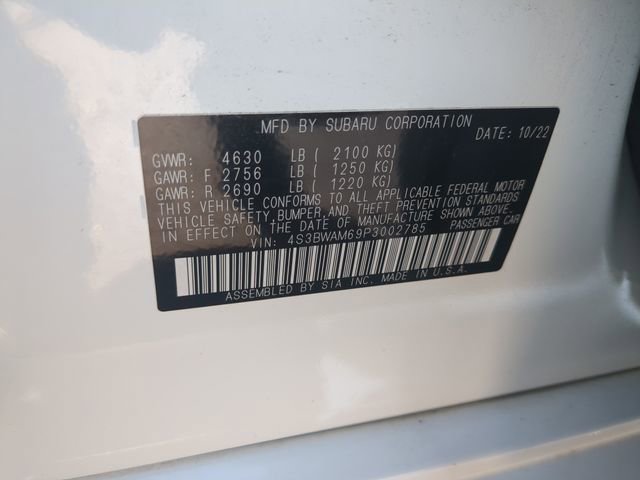 MFD BY SUBARU CORPORATION DATE: 10/22
GVWR: 4630 LB ( 2100 KG)
GAWR: F 2756 LB ( 1250 KG)
GAWR: R 2690 LB ( 1220 KG)
THIS VEHICLE CONFORMS TO ALL APPLICABLE FEDERAL MOTOR
VEHICLE SAFETY,BUMPER,AND THEFT PREVENTION STANDARDS
IN EFFECT ON THE DATE OF MANUFACTURE SHOWN ABOVE.
VIN: 4S3BWAM69P3002785 PASSENGER CAR
ASSEMBLED BY SIA INC. MADE IN U.S.A.